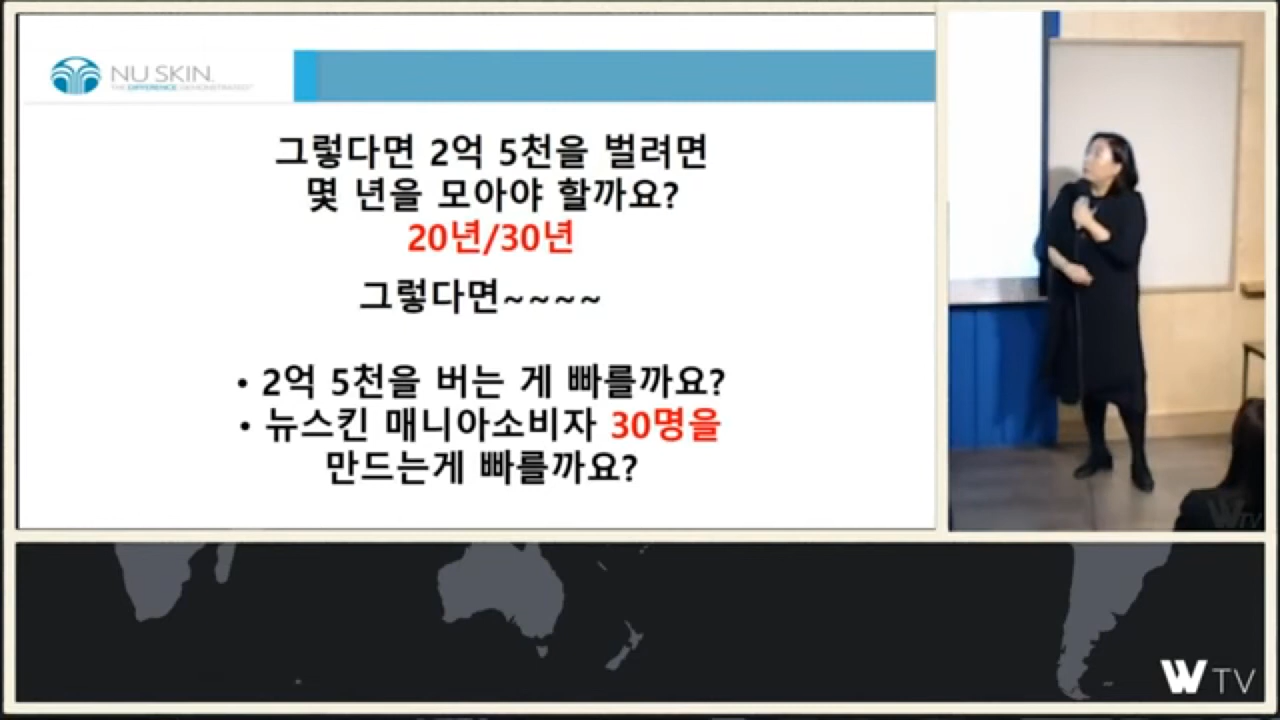 NU SKIN
THE DIFFERENCE DEMONSTRATED
그렇다면 2억 5천을 벌려면
몇 년을 모아야 할까요?
20년/30년
그렇다면~~~~
• 2억 5천을 버는 게 빠를까요?
• 뉴스킨 매니아소비자 30명을
만드는게 빠를까요?
W TV
W TV